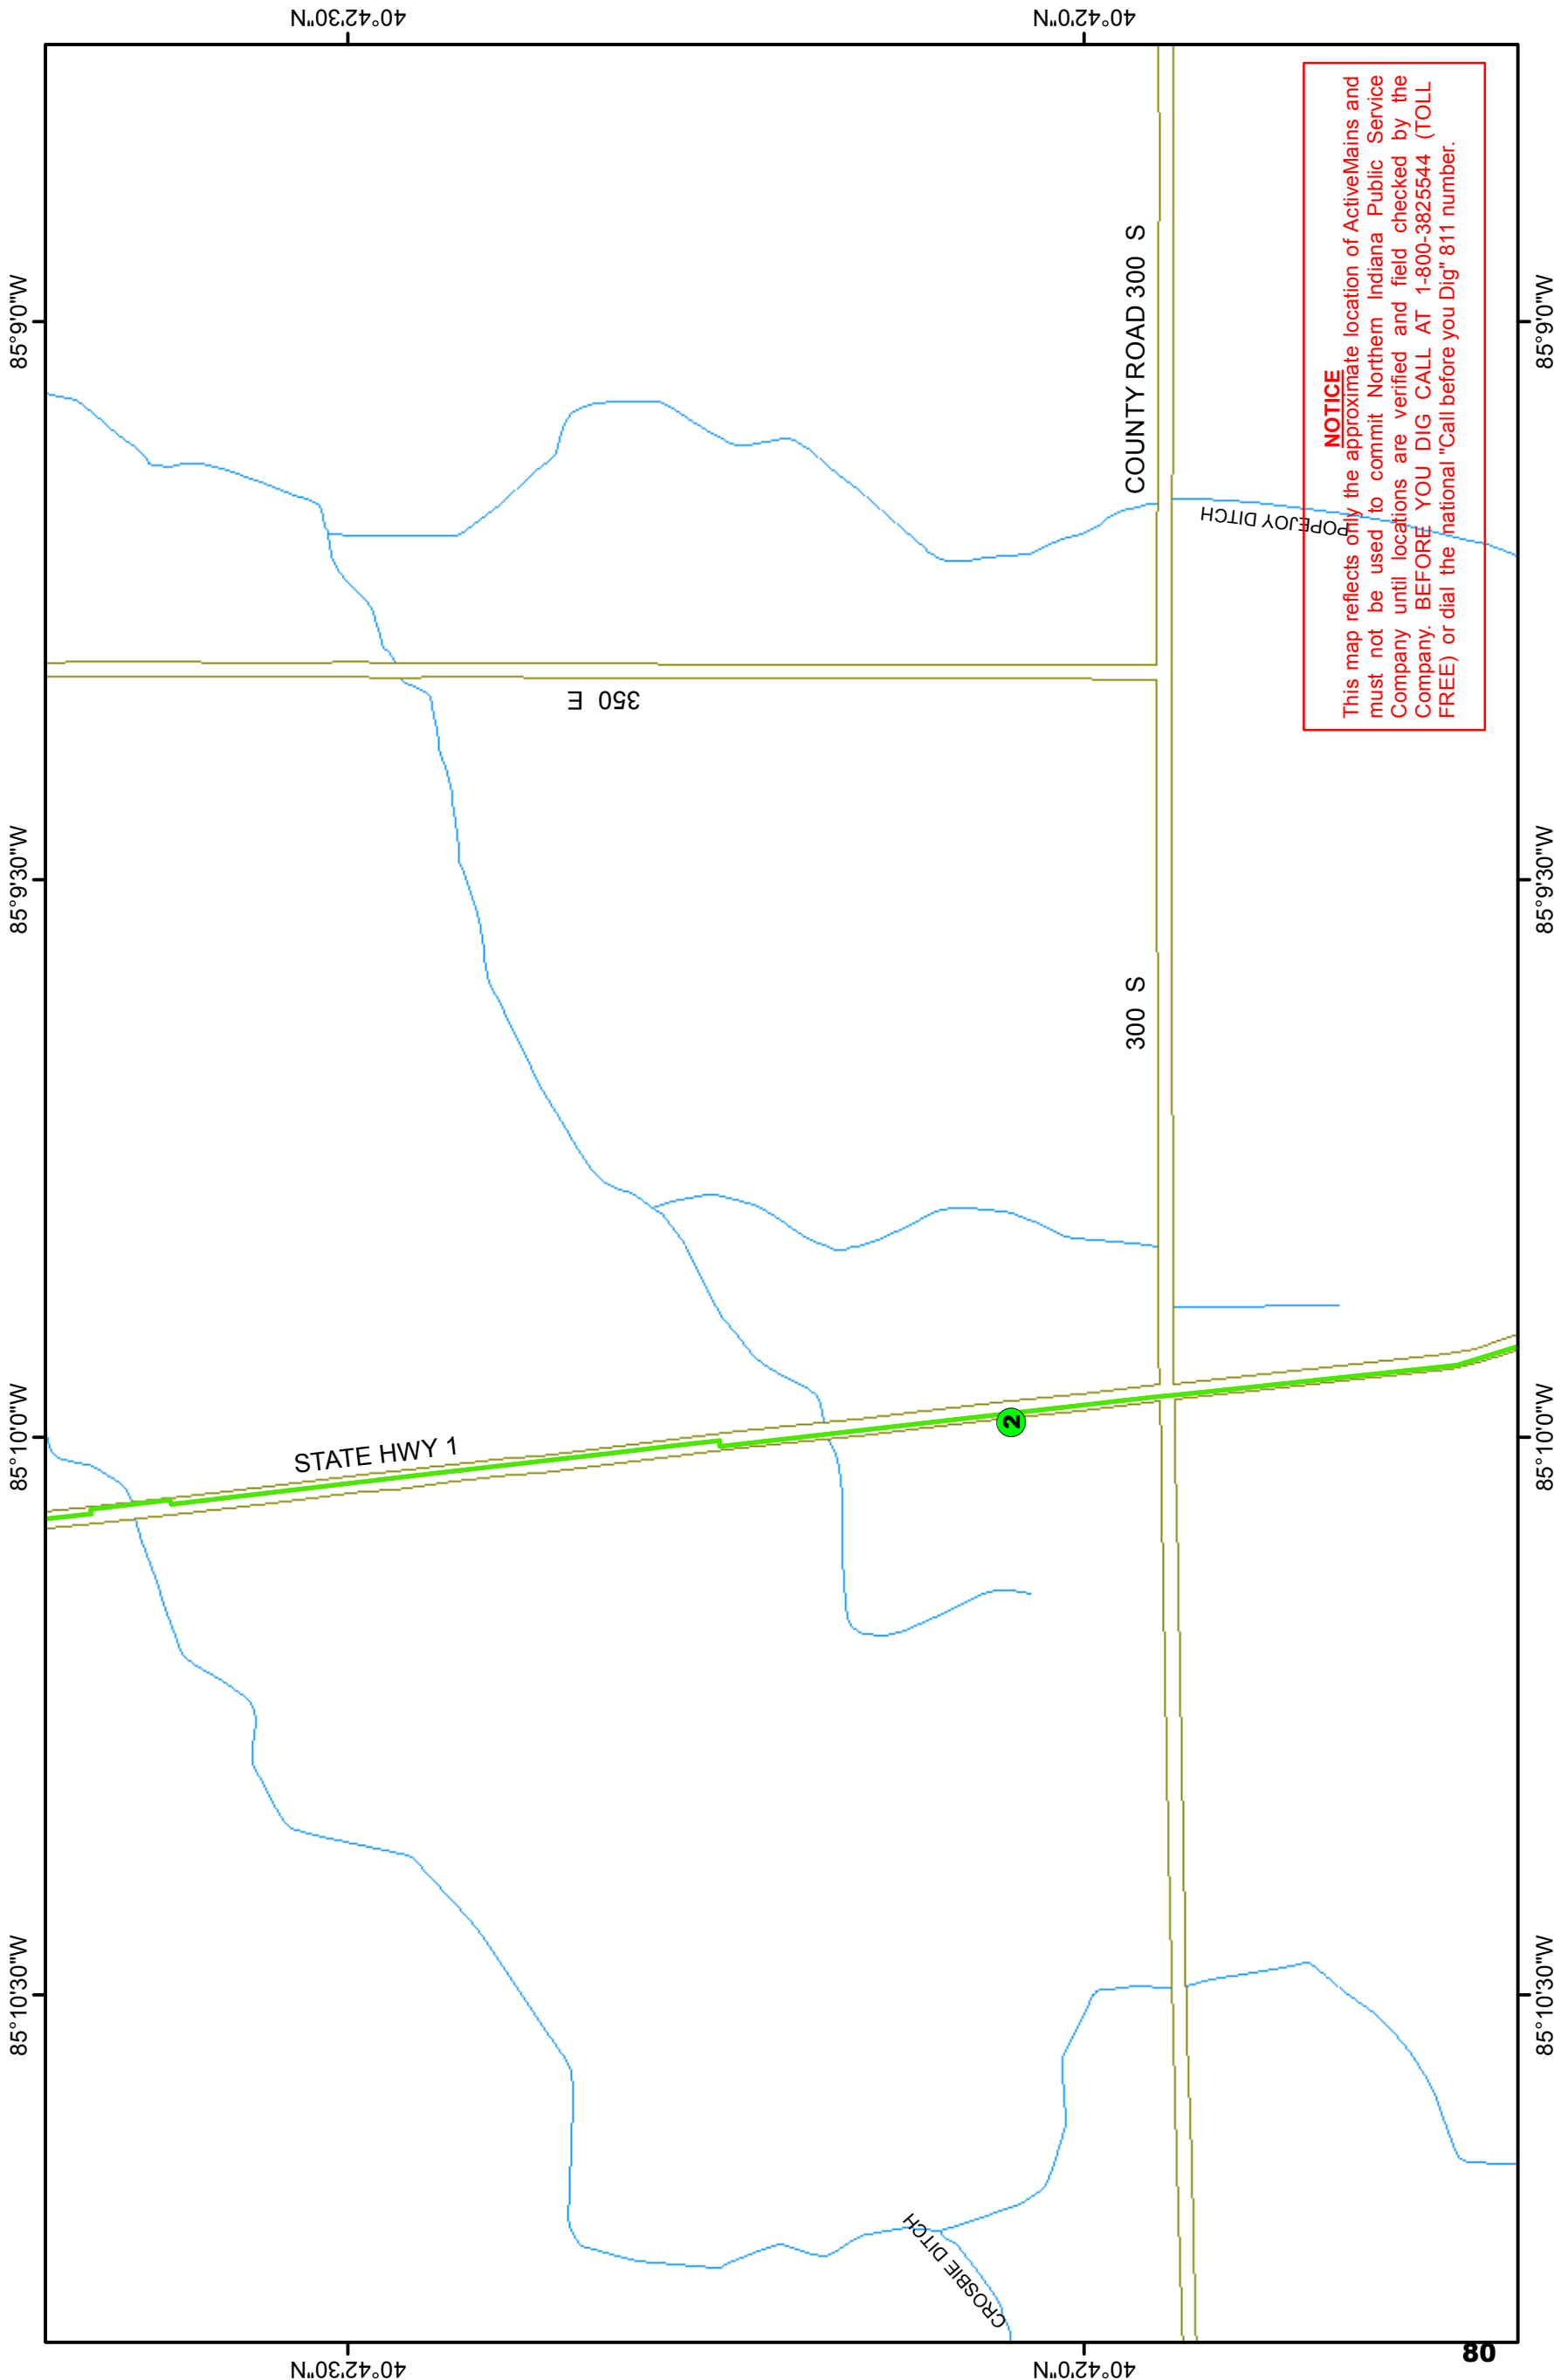 85°10'30"W
85°10'0"W
85°9'30"W
85°9'0"W
40°42'30"N
40°42'30"N
STATE HWY 1
350 E
CROSBIE DITCH
2
40°42'0"N
40°42'0"N
300 S
COUNTY ROAD 300 S
POPEJOY DITCH
NOTICE
This map reflects only the approximate location of ActiveMains and
must not be used to commit Northern Indiana Public Service
Company until locations are verified and field checked by the
Company. BEFORE YOU DIG CALL AT 1-800-3825544 (TOLL
FREE) or dial the national "Call before you Dig" 811 number.
80
85°10'30"W
85°10'0"W
85°9'30"W
85°9'0"W